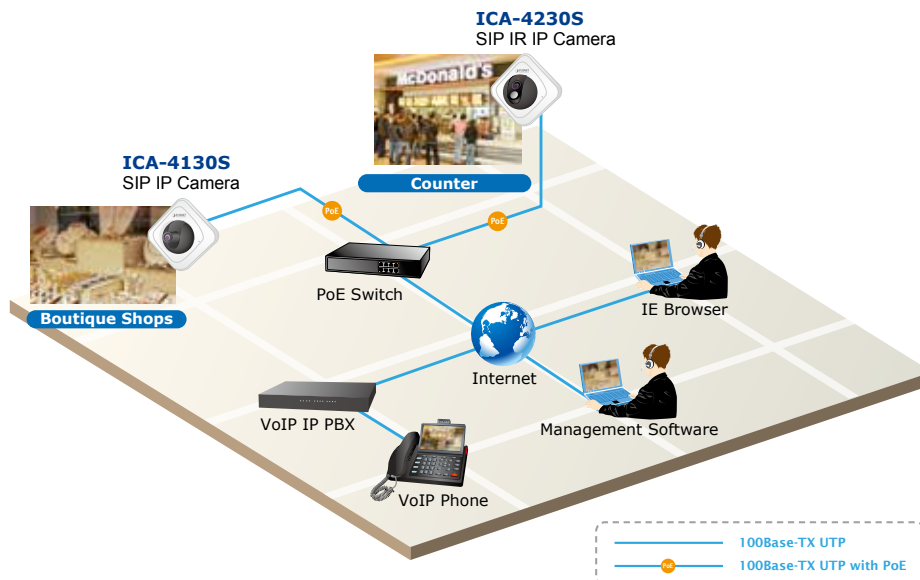 ICA-4230S
SIP IR IP Camera
McDonald's
Counter
ICA-4130S
SIP IP Camera
Boutique Shops
PoE
PoE
PoE Switch
IE Browser
Internet
Management Software
VoIP IP PBX
VoIP Phone
100Base-TX UTP
PoE
100Base-TX UTP with PoE